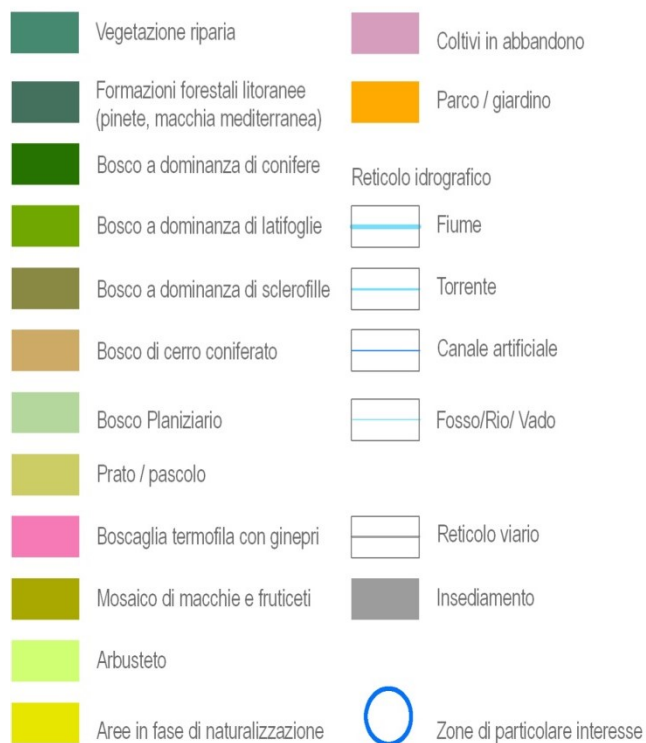 Vegetazione riparia
Formazioni forestali litoranee
(pinete, macchia mediterranea)
Bosco a dominanza di conifere
Bosco a dominanza di latifoglie
Bosco a dominanza di sclerofille
Bosco di cerro coniferato
Bosco Planiziario
Prato / pascolo
Boscaglia termofila con ginepri
Mosaico di macchie e fruticeti
Arbusteto
Aree in fase di naturalizzazione
Coltivi in abbandono
Parco / giardino
Reticolo idrografico
Fiume
Torrente
Canale artificiale
Fosso/Rio/ Vado
Reticolo viario
Insediamento
Zone di particolare interesse